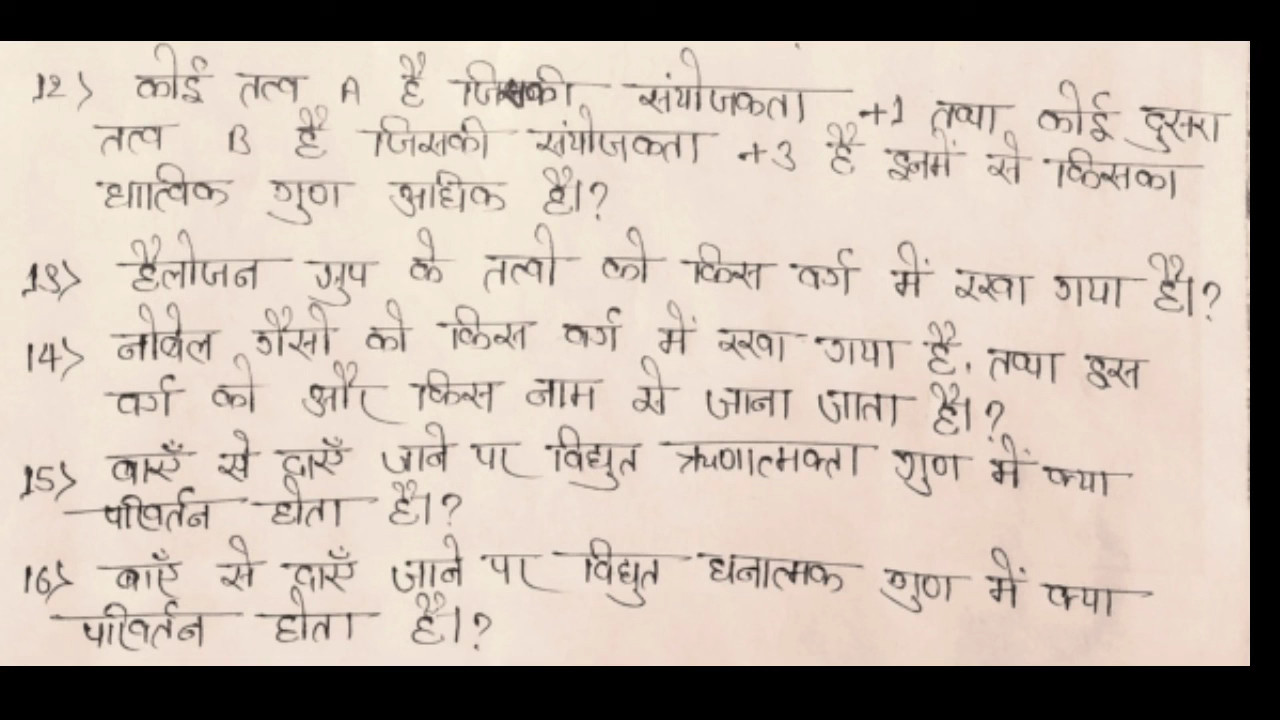 12> कोई तत्व A है जिसकी संयोजकता +1 तथा कोई दुसरा
तत्व B है जिसकी संयोजकता +3 है इनमें से किसका
धात्विक गुण अधिक है।?
13> हैलोजन ग्रुप के तत्वो को किस वर्ग में रखा गया है।?
14> नोबेल गैसो को किस वर्ग में रखा गया है, तथा इस
वर्ग को और किस नाम से जाना जाता है।?
15> बाएँ से दाएँ जाने पर विद्युत ऋणात्मक्ता गुण में क्या
परिवर्तन होता है।?
16> बाएँ से दाएँ जाने पर विद्युत धनात्मक गुण में क्या
परिवर्तन होता है।?